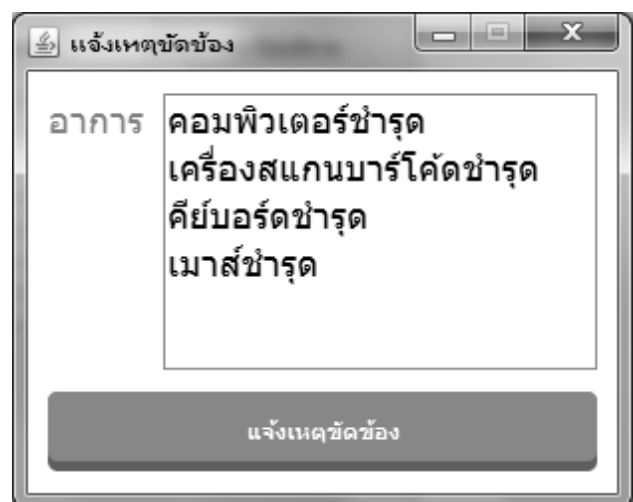 แจ้งเหตุขัดข้อง
อาการ คอมพิวเตอร์ชำรุด
เครื่องสแกนบาร์โค้ดชำรุด
คีย์บอร์ดชำรุด
เมาส์ชำรุด
แจ้งเหตุขัดข้อง